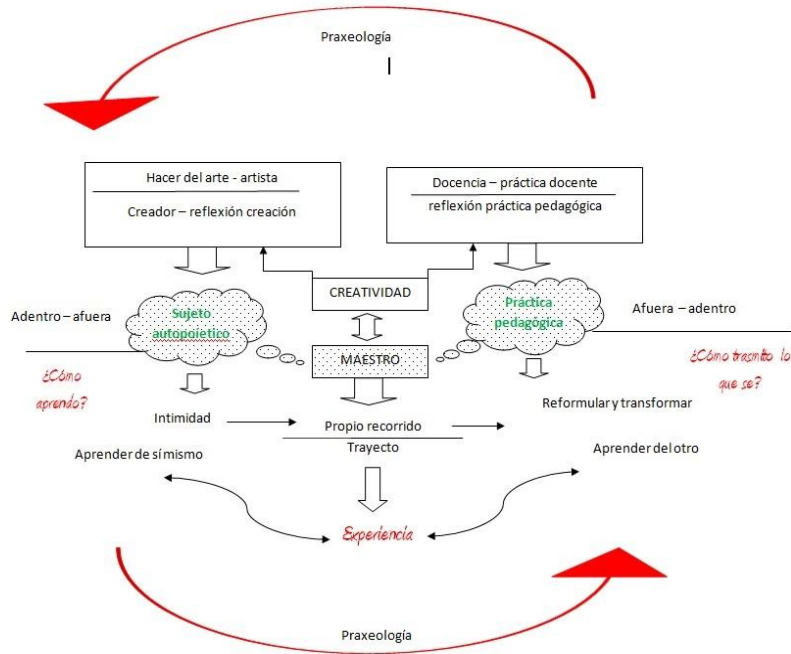 Praxeología
Hacer del arte - artista
Creador – reflexión creación
Docencia – práctica docente
reflexión práctica pedagógica
CREATIVIDAD
Sujeto
autopoietico
Práctica
pedagógica
Adentro – afuera
Afuera – adentro
MAESTRO
¿Cómo
aprendo?
¿Cómo trasmito lo
que se?
Intimidad
Propio recorrido
Trayecto
Reformular y transformar
Aprender de sí mismo
Aprender del otro
Experiencia
Praxeología